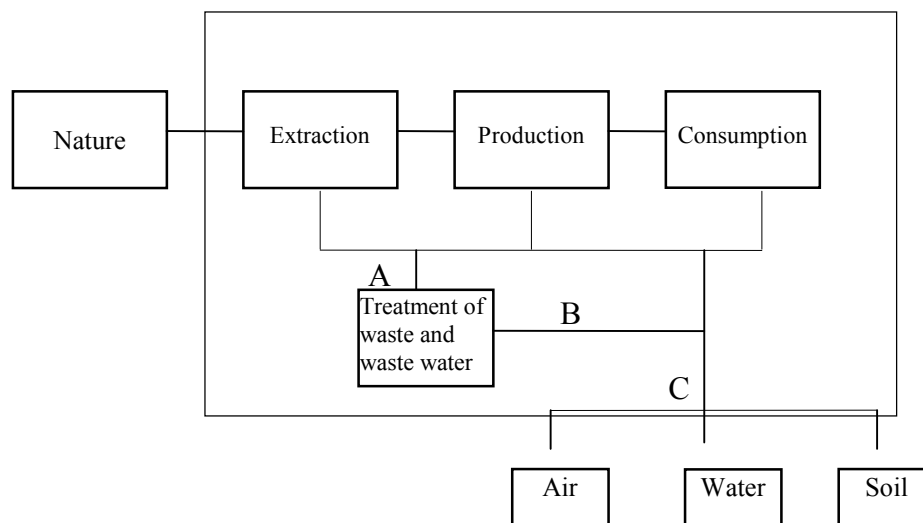 Nature
Extraction
Production
Consumption
A
Treatment of
waste and
waste water
B
C
Air
Water
Soil